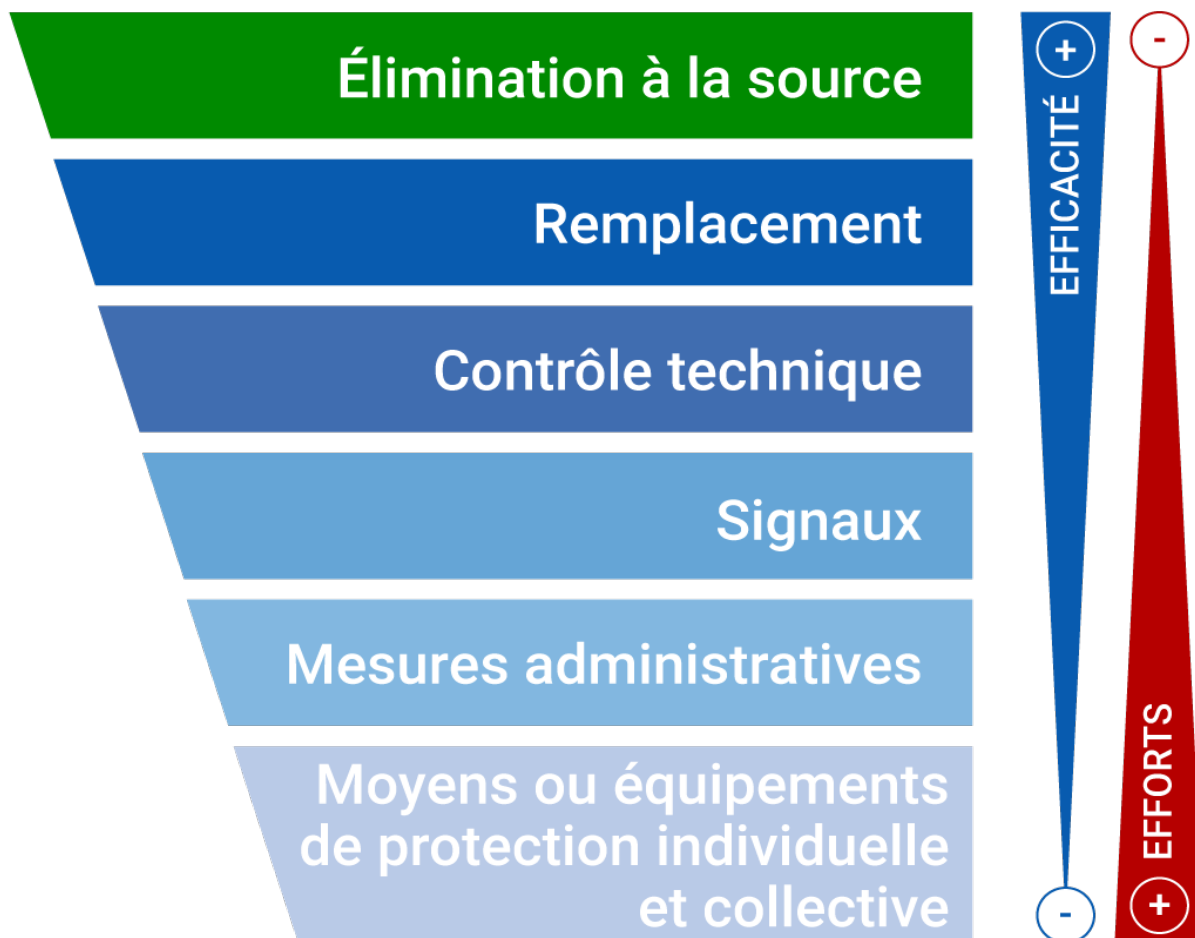 Élimination à la source
Remplacement
Contrôle technique
Signaux
Mesures administratives
Moyens ou équipements
de protection individuelle
et collective
+
EFFICACITÉ
-
-
EFFORTS
+